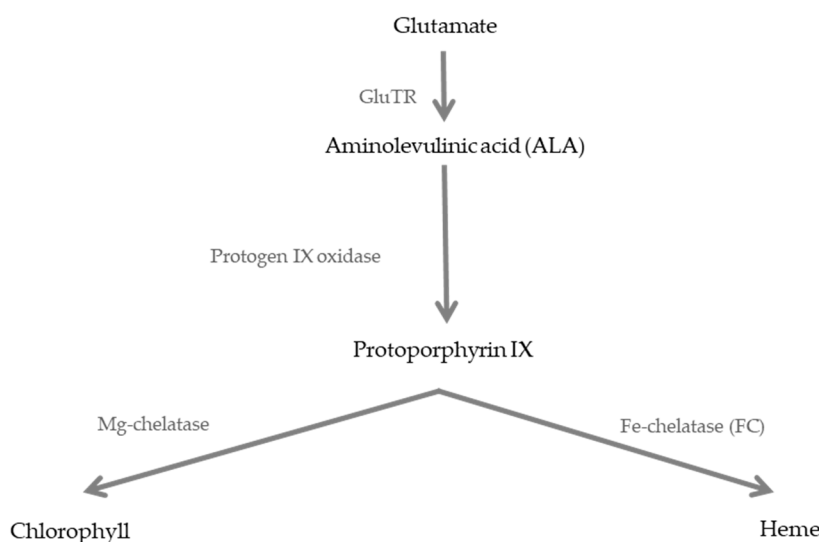 Glutamate
GluTR
Aminolevulinic acid (ALA)
Protogen IX oxidase
Protoporphyrin IX
Mg-chelatase
Fe-chelatase (FC)
Chlorophyll
Heme